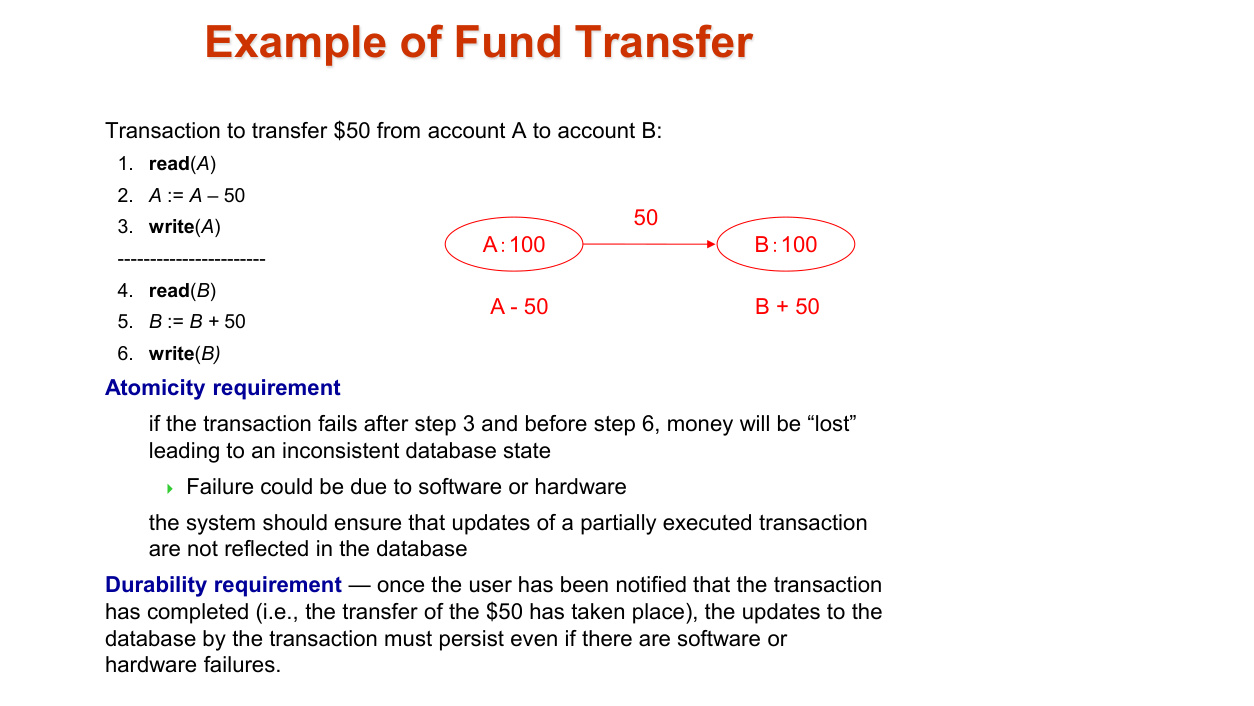 Example of Fund Transfer
Transaction to transfer $50 from account A to account B:
1. read(A)
2. A := A – 50
3. write(A)
-----------------------
4. read(B)
5. B := B + 50
6. write(B)
50
A : 100
B : 100
A - 50
B + 50
Atomicity requirement
if the transaction fails after step 3 and before step 6, money will be “lost”
leading to an inconsistent database state
Failure could be due to software or hardware
the system should ensure that updates of a partially executed transaction
are not reflected in the database
Durability requirement — once the user has been notified that the transaction
has completed (i.e., the transfer of the $50 has taken place), the updates to the
database by the transaction must persist even if there are software or
hardware failures.